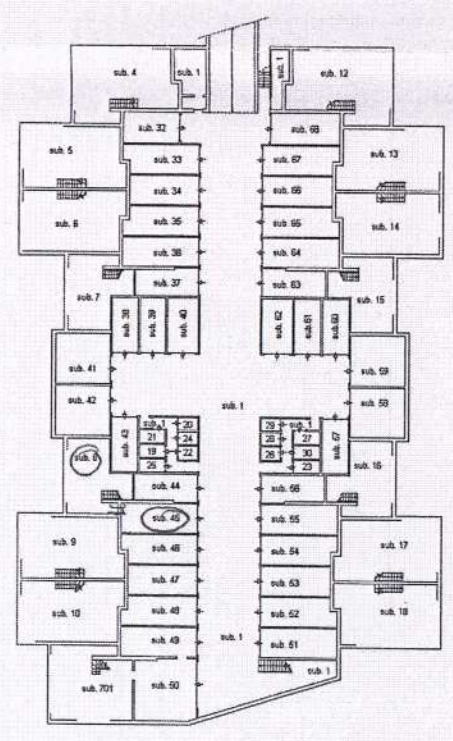 sub. 4
sub. 1
sub. 1
sub. 12
sub. 32
sub. 68
sub. 5
sub. 33
sub. 67
sub. 13
sub. 34
sub. 66
sub. 6
sub. 35
sub. 65
sub. 14
sub. 36
sub. 64
sub. 7
sub. 37
sub. 63
sub. 15
sub. 38
sub. 39
sub. 40
sub. 62
sub. 61
sub. 60
sub. 41
sub. 59
sub. 42
sub. 1
sub. 58
sub. 43
sub. 1
20
29
sub. 1
sub. 57
21
24
28
27
19
22
26
30
25
23
sub. 8
sub. 16
sub. 44
sub. 56
sub. 45
sub. 55
sub. 9
sub. 46
sub. 54
sub. 17
sub. 47
sub. 53
sub. 10
sub. 48
sub. 52
sub. 18
sub. 49
sub. 1
sub. 51
sub. 701
sub. 50
sub. 1